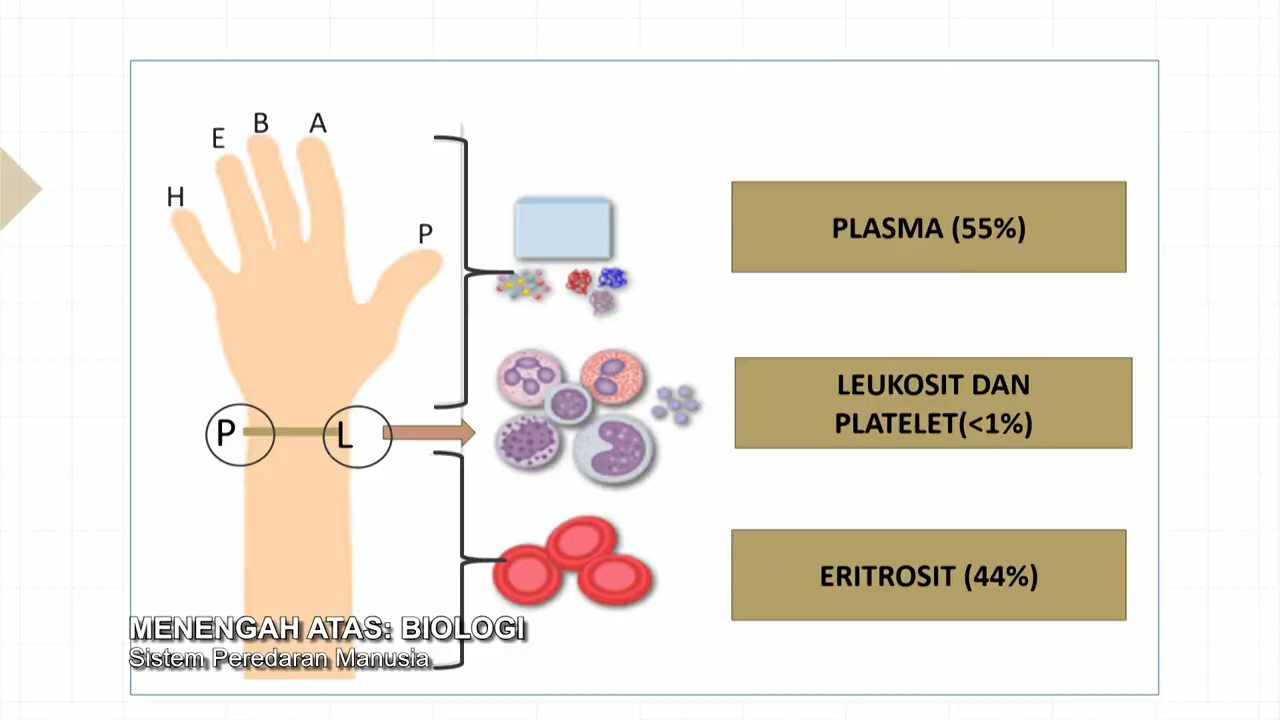 H
E
B
A
P
P
L
PLASMA (55%)
LEUKOSIT DAN
PLATELET(<1%)
ERITROSIT (44%)
MENENGAH ATAS: BIOLOGI
Sistem Peredaran Manusia